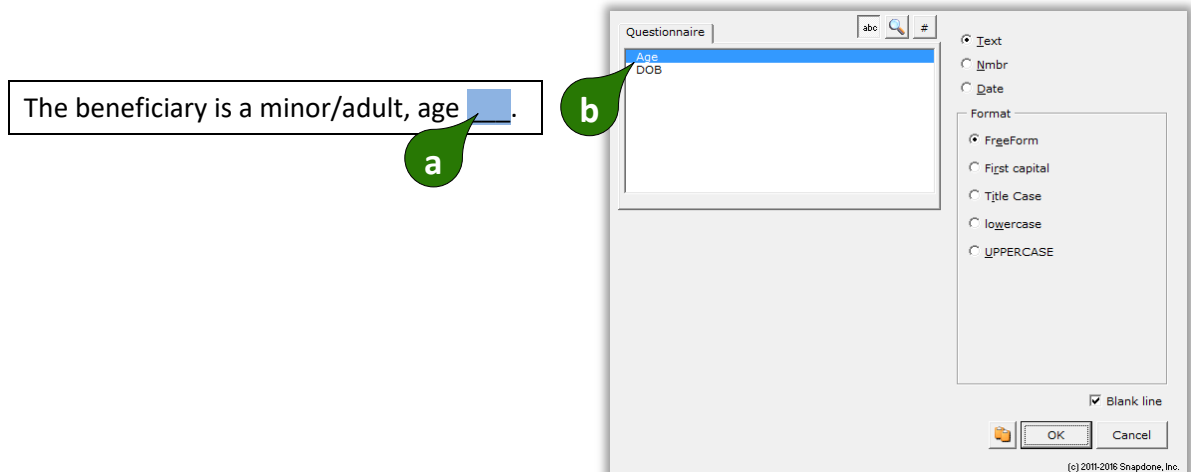 The beneficiary is a minor/adult, age ___.
a
b
Questionnaire
abc
#
Age
DOB
Text
Nmbr
Date
Format
FreeForm
First capital
Title Case
lowercase
UPPERCASE
Blank line
OK
Cancel
(c) 2011-2016 Snapdone, Inc.